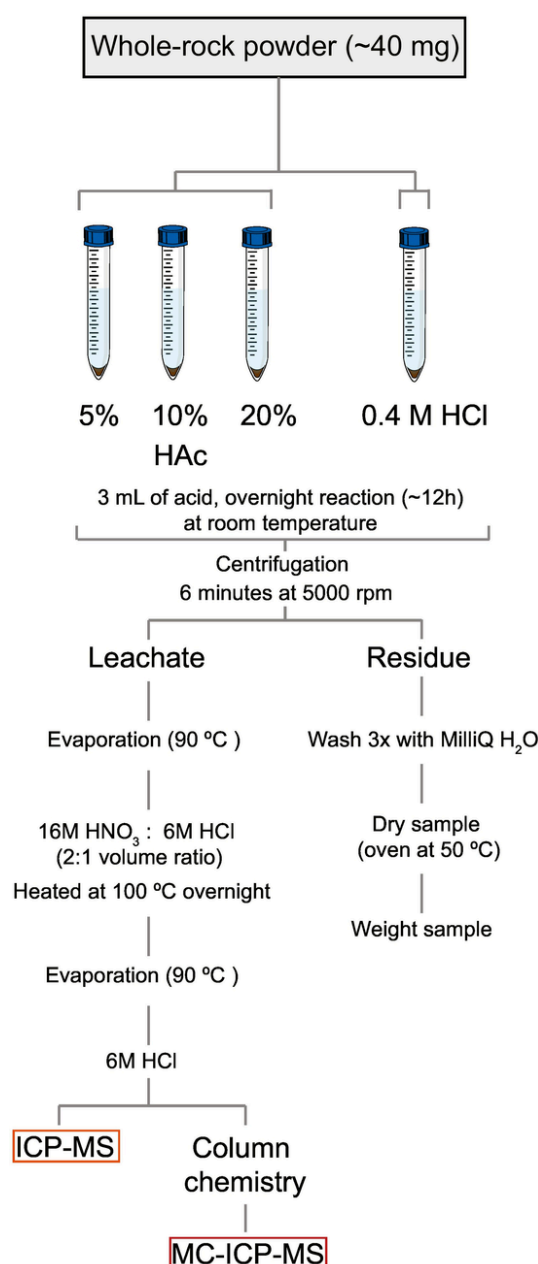 Whole-rock powder (~40 mg)
5% 10% 20% 0.4 M HCl
HAc
3 mL of acid, overnight reaction (~12h)
at room temperature
Centrifugation
6 minutes at 5000 rpm
Leachate
Residue
Evaporation (90 ºC )
Wash 3x with MilliQ H₂O
16M HNO₃ : 6M HCl
(2:1 volume ratio)
Heated at 100 ºC overnight
Dry sample
(oven at 50 ºC)
Weight sample
Evaporation (90 ºC )
6M HCl
ICP-MS
Column
chemistry
MC-ICP-MS